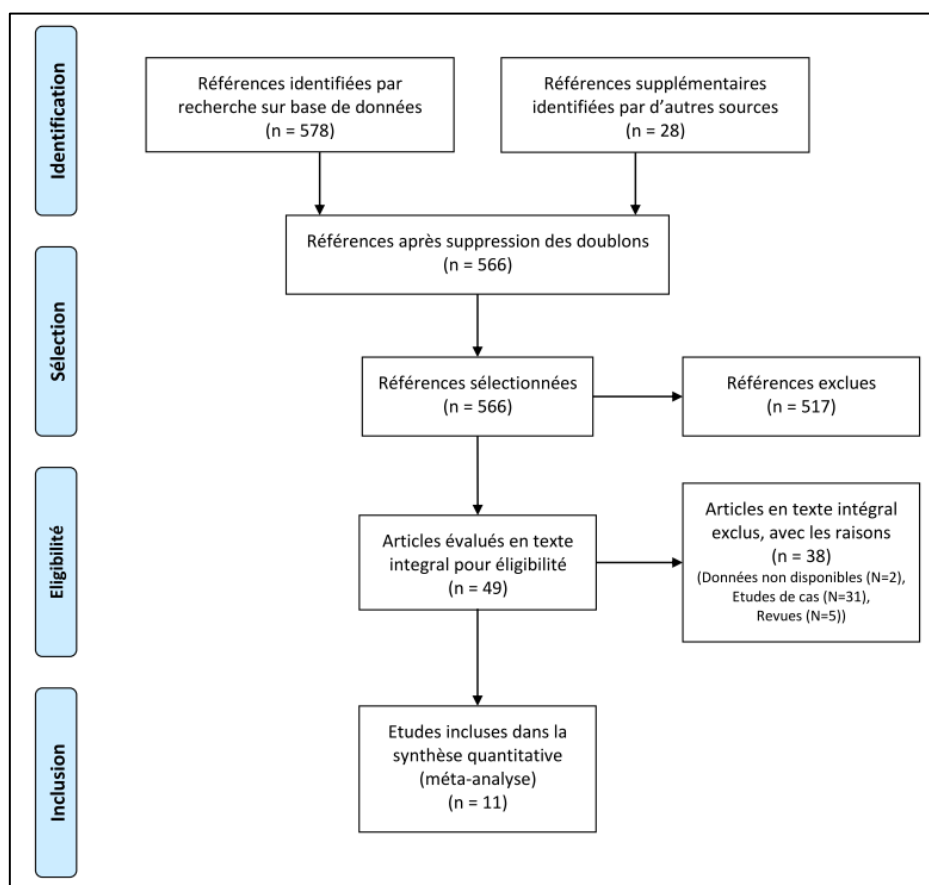 Identification
Références identifiées par
recherche sur base de données
(n = 578)
Références supplémentaires
identifiées par d'autres sources
(n = 28)
Références après suppression des doublons
(n = 566)
Sélection
Références sélectionnées
(n = 566)
Références exclues
(n = 517)
Eligibilité
Articles évalués en texte
integral pour éligibilité
(n = 49)
Articles en texte intégral
exclus, avec les raisons
(n = 38)
(Données non disponibles (N=2),
Etudes de cas (N=31),
Revues (N=5))
Inclusion
Etudes incluses dans la
synthèse quantitative
(méta-analyse)
(n = 11)